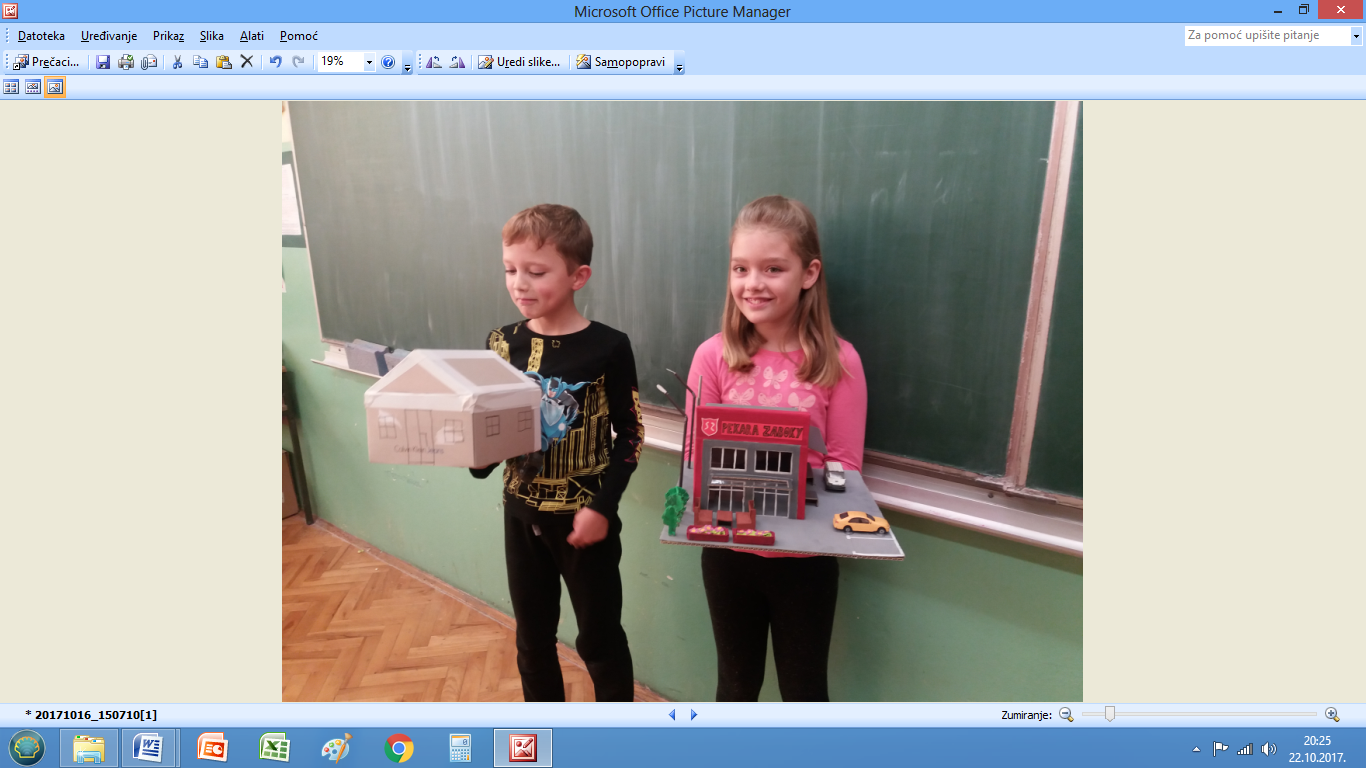 Microsoft Office Picture Manager
Datoteka Uređivanje Prikaz Slika Alati Pomoć
Za pomoć upišite pitanje
Prečaci...
19%
Uredi slike...
Samopopravi
PEKARA ZABOKY
* 20171016_150710[1]
Zumiranje:
20:25
22.10.2017.